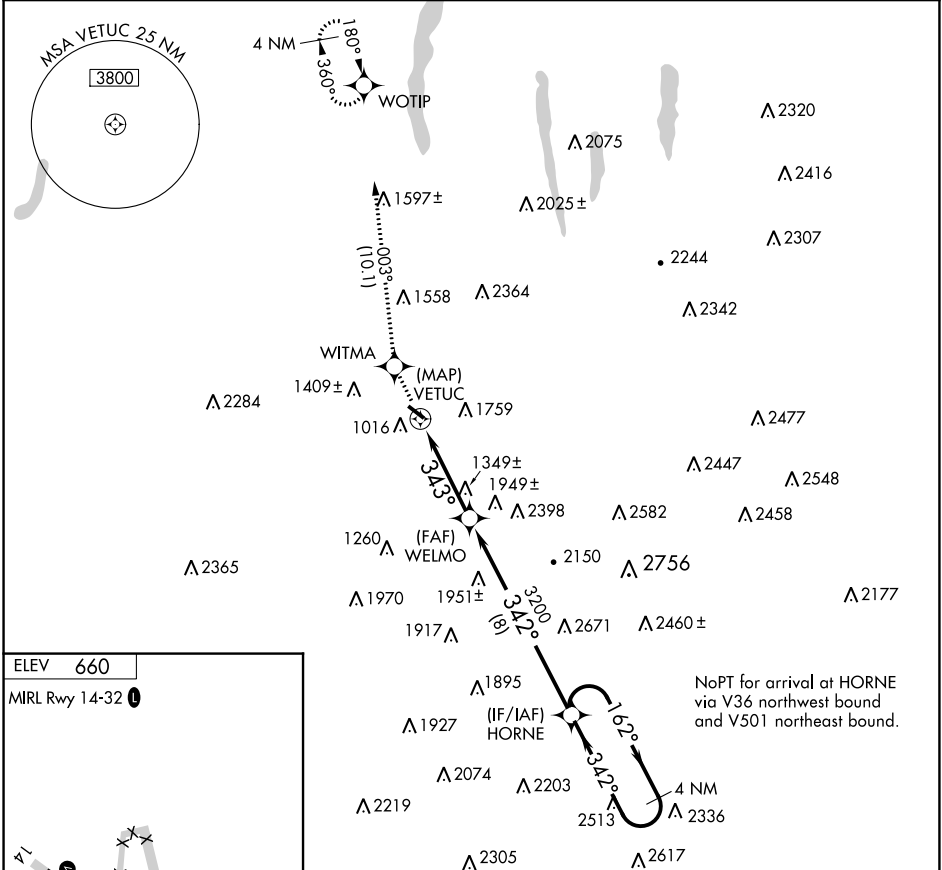 MSA VETUC 25 NM
3800
4 NM
180°
360°
WOTIP
2320
2075
2416
1597±
2025±
2307
2244
003°
(10.1)
1558
2364
2342
WITMA
(MAP)
VETUC
1409±
2284
1759
1016
2477
343°
1349±
1949±
2447
2548
2398
2582
2458
(FAF)
WELMO
1260
2150
2756
2365
1970
1951±
3200
342°
(8)
2177
1917
2671
2460±
ELEV 660
MIRL Rwy 14-32 L
1895
NoPT for arrival at HORNE
via V36 northwest bound
and V501 northeast bound.
(IF/IAF)
HORNE
162°
1927
342°
2074
2203
4 NM
2219
2513
2336
2305
2617
14
X X X
A